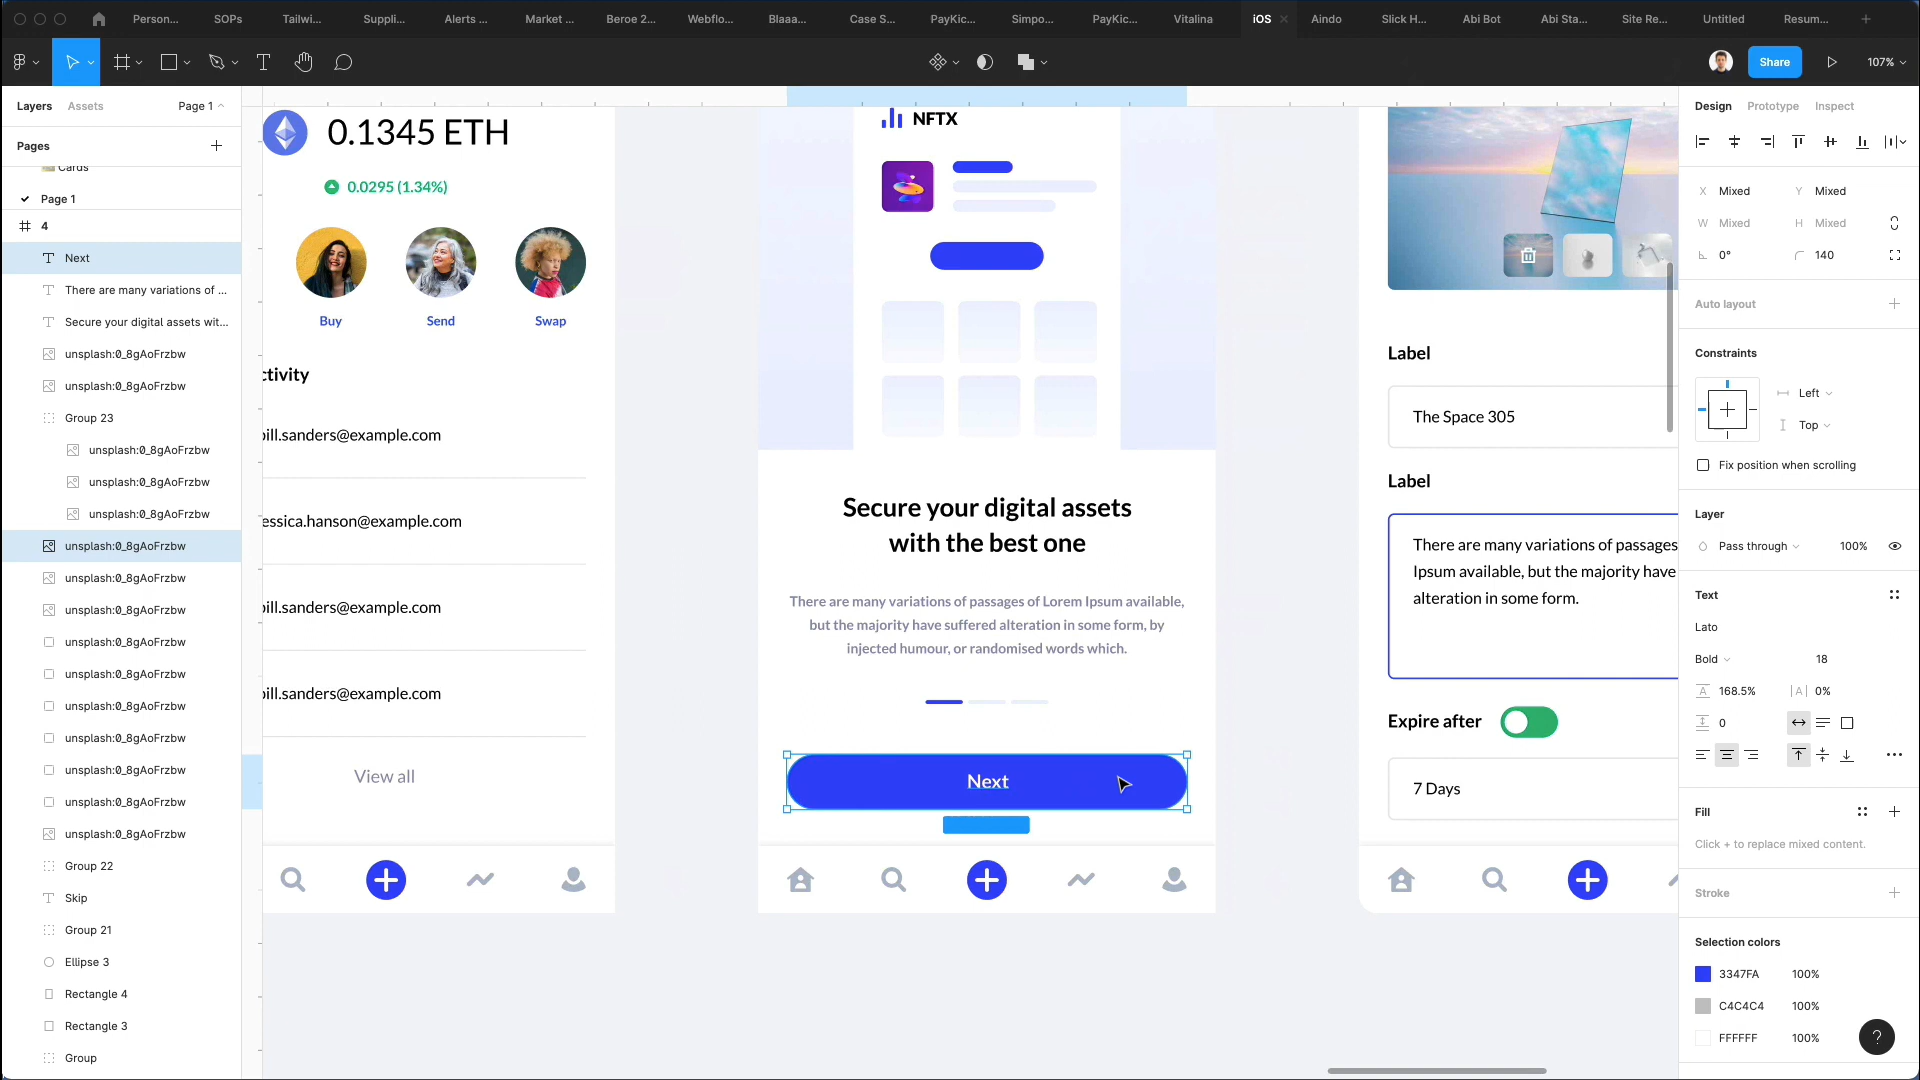 Person...
SOPs
Tailwi...
Suppli...
Alerts ...
Market ...
Beroe 2...
Webflo...
Blaaa...
Case S...
PayKic...
Simpo...
PayKic...
Vitalina
iOS
Aindo
Slick H...
Abi Bot
Abi Sta...
Site Re...
Untitled
Resum...
Share
107%
Layers
Assets
Page 1
Pages
Cards
Page 1
4
Next
There are many variations of ...
Secure your digital assets wit...
unsplash:0_8gAoFrzbw
unsplash:0_8gAoFrzbw
Group 23
unsplash:0_8gAoFrzbw
unsplash:0_8gAoFrzbw
unsplash:0_8gAoFrzbw
unsplash:0_8gAoFrzbw
unsplash:0_8gAoFrzbw
unsplash:0_8gAoFrzbw
unsplash:0_8gAoFrzbw
unsplash:0_8gAoFrzbw
unsplash:0_8gAoFrzbw
unsplash:0_8gAoFrzbw
unsplash:0_8gAoFrzbw
unsplash:0_8gAoFrzbw
unsplash:0_8gAoFrzbw
Group 22
Skip
Group 21
Ellipse 3
Rectangle 4
Rectangle 3
Group
0.1345 ETH
0.0295 (1.34%)
Buy
Send
Swap
ctivity
bill.sanders@example.com
essica.hanson@example.com
bill.sanders@example.com
bill.sanders@example.com
View all
NFTX
Secure your digital assets
with the best one
There are many variations of passages of Lorem Ipsum available,
but the majority have suffered alteration in some form, by
injected humour, or randomised words which.
Next
Label
The Space 305
Label
There are many variations of passages
Ipsum available, but the majority have
alteration in some form.
Expire after
7 Days
Design
Prototype
Inspect
X Mixed
Y Mixed
W Mixed
H Mixed
0°
140
Auto layout
Constraints
Left
Top
Fix position when scrolling
Layer
Pass through
100%
Text
Lato
Bold
18
168.5%
0%
0
Fill
Click + to replace mixed content.
Stroke
Selection colors
3347FA 100%
C4C4C4 100%
FFFFFF 100%
?